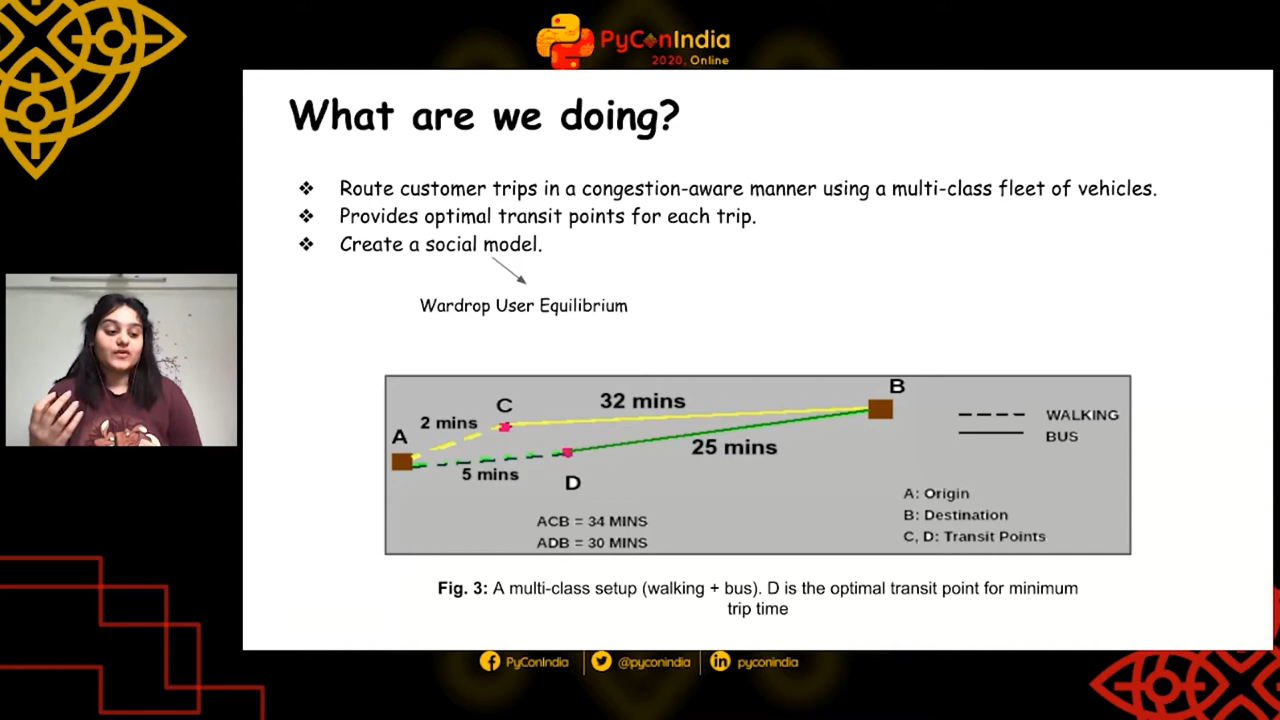 PyConIndia
2020, Online
What are we doing?
❖ Route customer trips in a congestion-aware manner using a multi-class fleet of vehicles.
❖ Provides optimal transit points for each trip.
❖ Create a social model.
Wardrop User Equilibrium
B
C
32 mins
2 mins
A
25 mins
5 mins
D
WALKING
BUS
ACB = 34 MINS
ADB = 30 MINS
A: Origin
B: Destination
C, D: Transit Points
Fig. 3: A multi-class setup (walking + bus). D is the optimal transit point for minimum
trip time
PyConIndia
@pyconindia
pyconindia